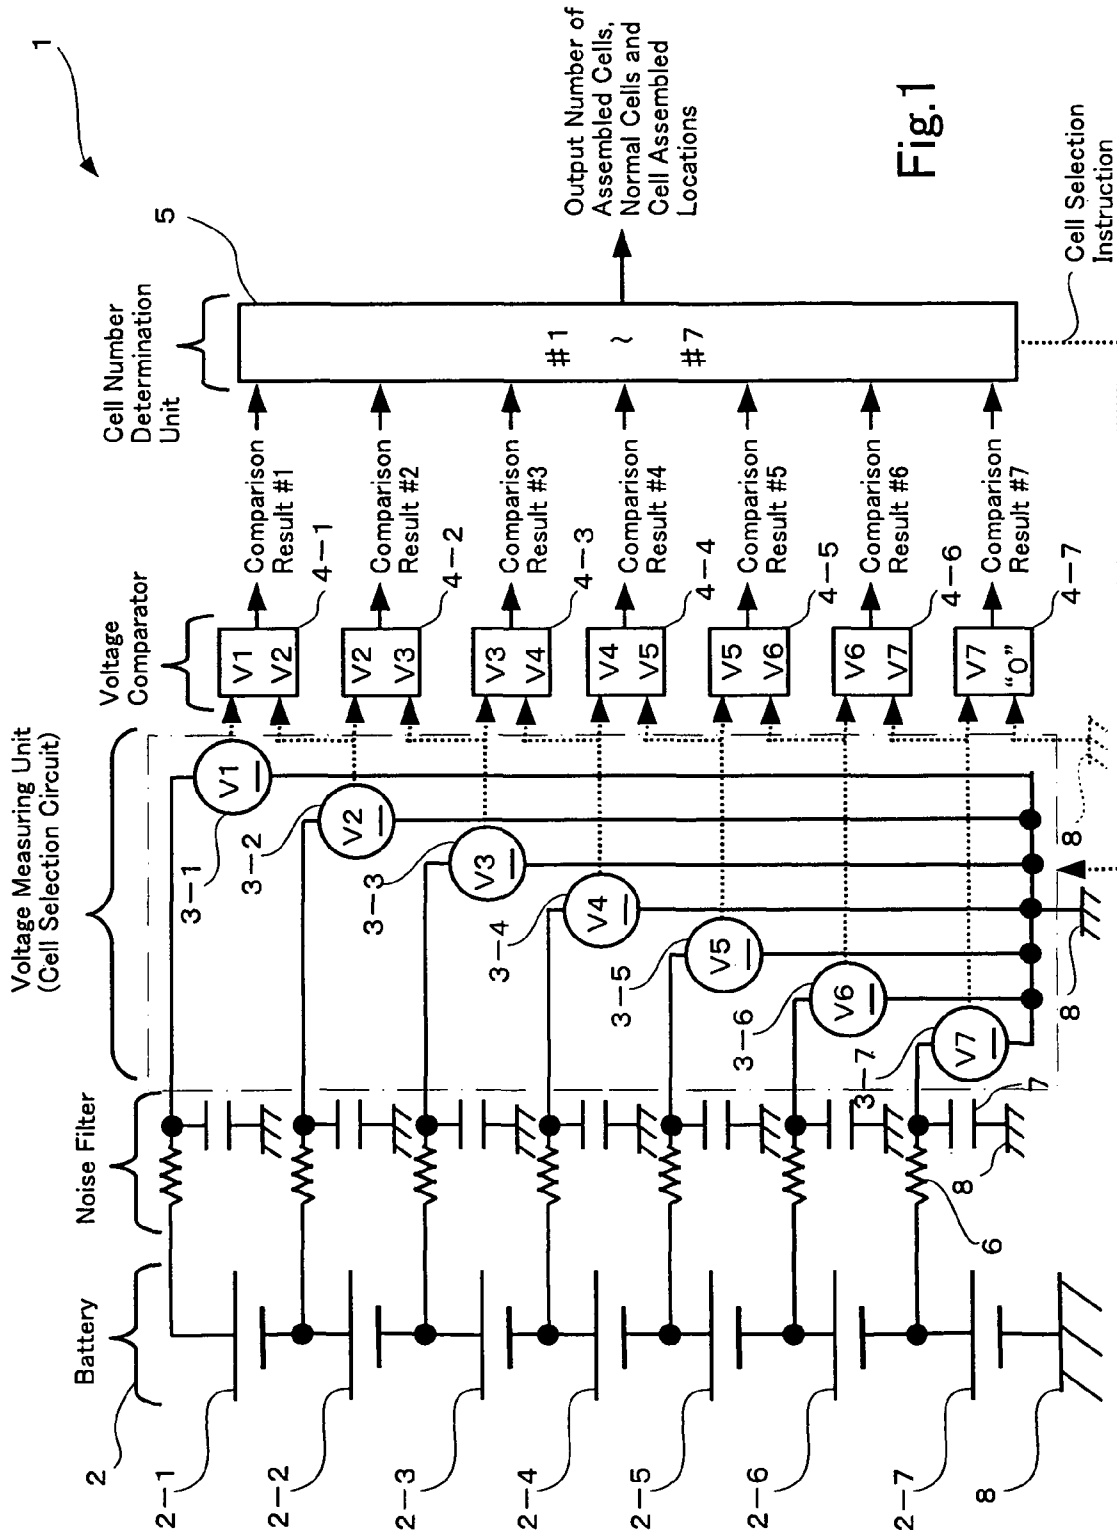 1
Battery
Noise Filter
Voltage Measuring Unit
(Cell Selection Circuit)
Voltage
Comparator
Cell Number
Determination
Unit
2
2-1
2-2
2-3
2-4
2-5
2-6
2-7
8
6
7
8
3-1
3-2
3-3
3-4
3-5
3-6
3-7
V1
V2
V3
V4
V5
V6
V7
8
8
V1
V2
4-1
V2
V3
4-2
V3
V4
4-3
V4
V5
4-4
V5
V6
4-5
V6
V7
4-6
V7
"0"
4-7
Comparison
Result #1
Comparison
Result #2
Comparison
Result #3
Comparison
Result #4
Comparison
Result #5
Comparison
Result #6
Comparison
Result #7
5
#1
~
#7
Output Number of
Assembled Cells,
Normal Cells and
Cell Assembled
Locations
Cell Selection
Instruction
Fig.1